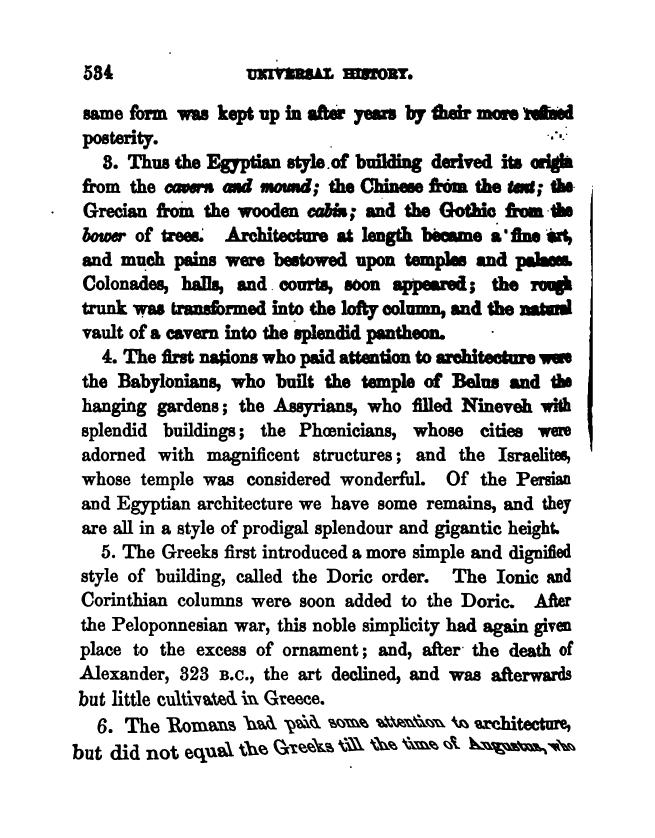 534 UNIVERSAL HISTORY.
same form was kept up in after years by their more refined
posterity.
3. Thus the Egyptian style of building derived its origin
from the cavern and mound; the Chinese from the tent; the
Grecian from the wooden cabin; and the Gothic from the
bower of trees. Architecture at length became a fine art,
and much pains were bestowed upon temples and palaces.
Colonades, halls, and courts, soon appeared; the rough
trunk was transformed into the lofty column, and the natural
vault of a cavern into the splendid pantheon.
4. The first nations who paid attention to architecture were
the Babylonians, who built the temple of Belus and the
hanging gardens; the Assyrians, who filled Nineveh with
splendid buildings; the Phœnicians, whose cities were
adorned with magnificent structures; and the Israelites,
whose temple was considered wonderful. Of the Persian
and Egyptian architecture we have some remains, and they
are all in a style of prodigal splendour and gigantic height.
5. The Greeks first introduced a more simple and dignified
style of building, called the Doric order. The Ionic and
Corinthian columns were soon added to the Doric. After
the Peloponnesian war, this noble simplicity had again given
place to the excess of ornament; and, after the death of
Alexander, 323 B.C., the art declined, and was afterwards
but little cultivated in Greece.
6. The Romans had paid some attention to architecture,
but did not equal the Greeks till the time of Augustus, who